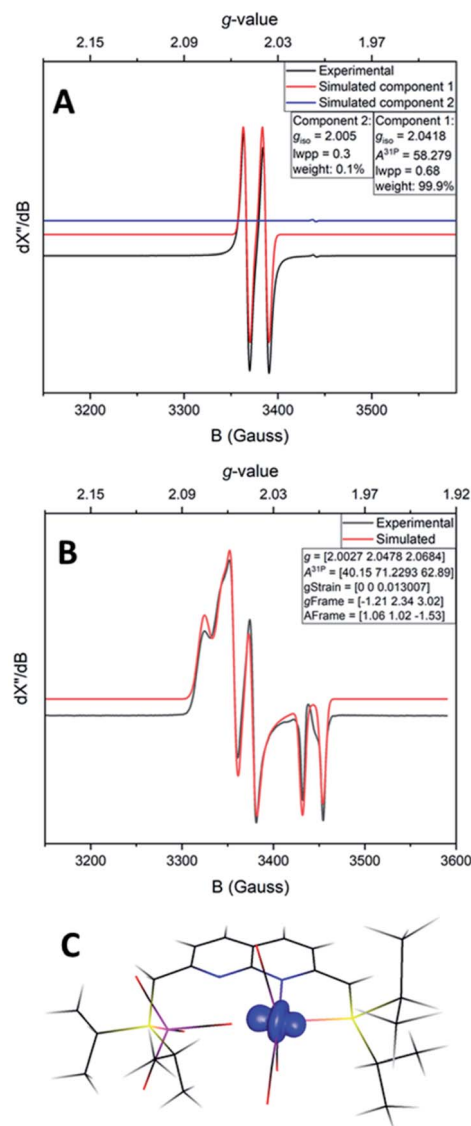 g-value
2.15 2.09 2.03 1.97
A
Experimental
Simulated component 1
Simulated component 2
Component 2:
giso = 2.005
lwpp = 0.3
weight: 0.1%
Component 1:
giso = 2.0418
A31P = 58.279
lwpp = 0.68
weight: 99.9%
dX"/dB
3200 3300 3400 3500
B (Gauss)
g-value
2.15 2.09 2.03 1.97 1.92
B
Experimental
Simulated
g = [2.0027 2.0478 2.0684]
A31P = [40.15 71.2293 62.89]
gStrain = [0 0 0.013007]
gFrame = [-1.21 2.34 3.02]
AFrame = [1.06 1.02 -1.53]
dX"/dB
3200 3300 3400 3500 3600
B (Gauss)
C